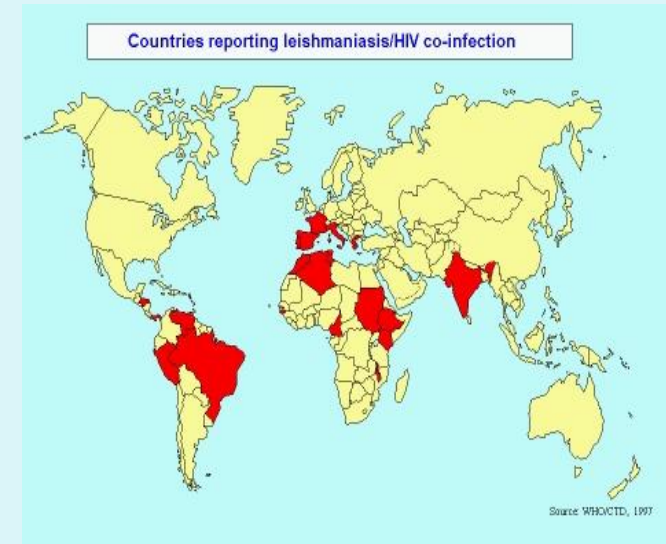 Countries reporting leishmaniasis/HIV co-infection
Source: WHO/CTD, 1997